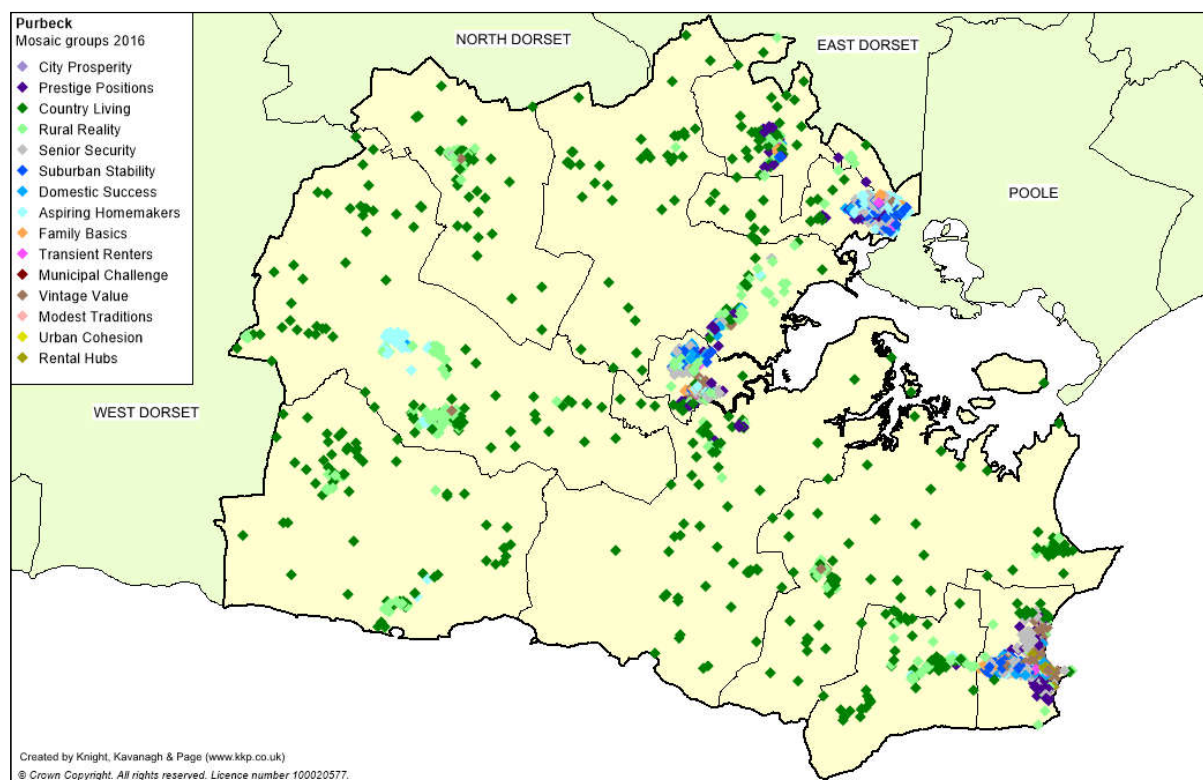 Purbeck
Mosaic groups 2016
City Prosperity
Prestige Positions
Country Living
Rural Reality
Senior Security
Suburban Stability
Domestic Success
Aspiring Homemakers
Family Basics
Transient Renters
Municipal Challenge
Vintage Value
Modest Traditions
Urban Cohesion
Rental Hubs
NORTH DORSET
EAST DORSET
POOLE
WEST DORSET
Created by Knight, Kavanagh & Page (www.kkp.co.uk)
© Crown Copyright. All rights reserved. Licence number 100020577.